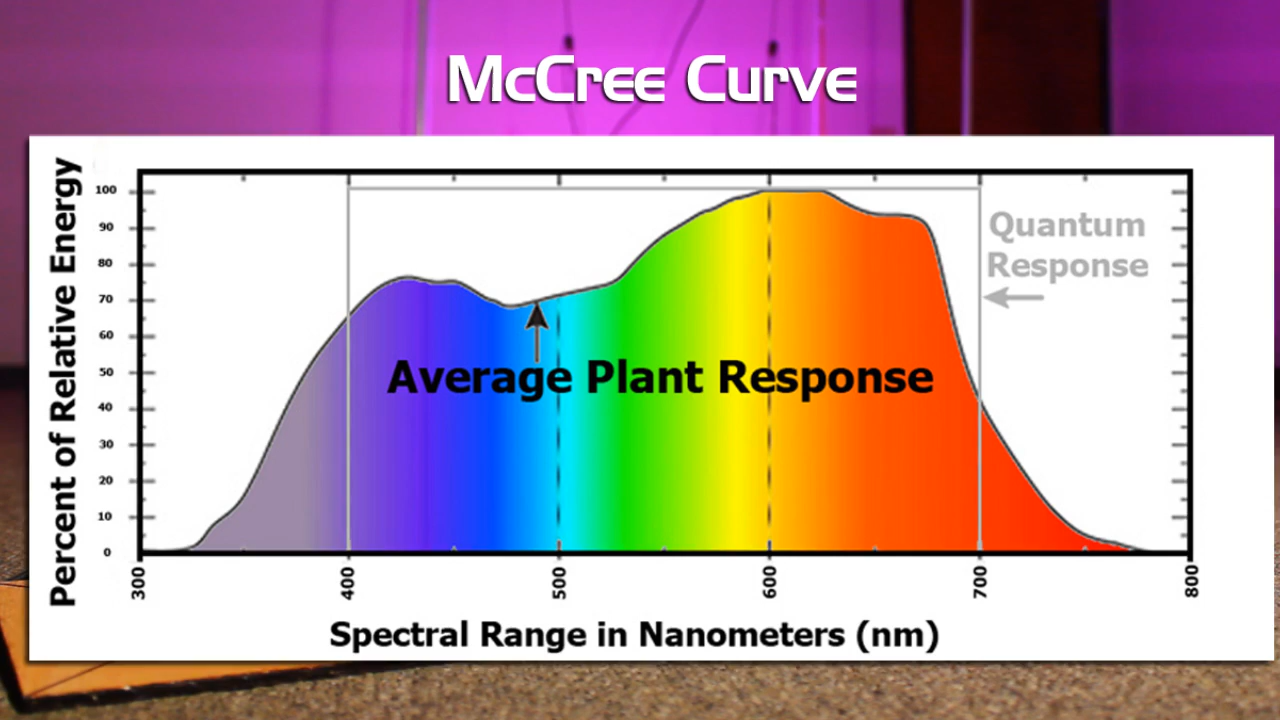 McCree Curve
Percent of Relative Energy
100
90
80
70
60
50
40
30
20
10
0
Quantum
Response
Average Plant Response
300
400
500
600
700
800
Spectral Range in Nanometers (nm)